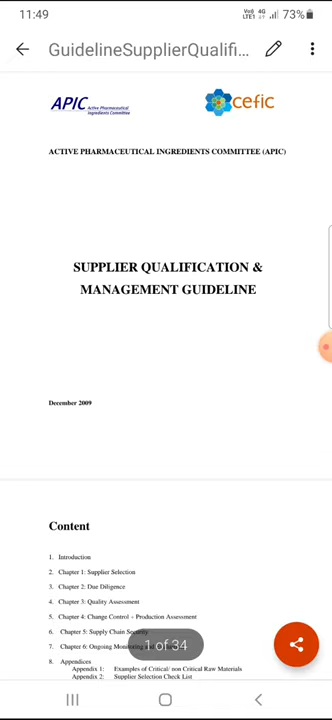 11:49
Vo)) 4G
LTE1 73%
GuidelineSupplierQualifi...
APIC Active Pharmaceutical
Ingredients Committee
cefic
ACTIVE PHARMACEUTICAL INGREDIENTS COMMITTEE (APIC)
SUPPLIER QUALIFICATION &
MANAGEMENT GUIDELINE
December 2009
Content
1. Introduction
2. Chapter 1: Supplier Selection
3. Chapter 2: Due Diligence
4. Chapter 3: Quality Assessment
5. Chapter 4: Change Control + Production Assessment
6. Chapter 5: Supply Chain Security
7. Chapter 6: Ongoing
1 of 34
8. Appendices
Appendix 1: Examples of Critical/ non Critical Raw Materials
Appendix 2: Supplier Selection Check List